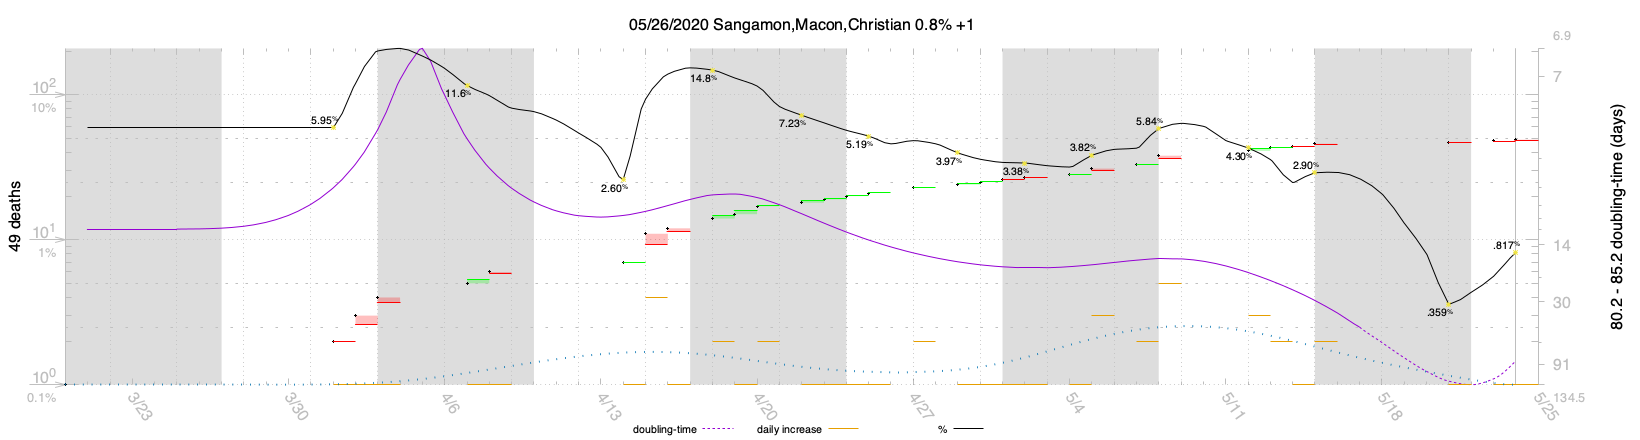 05/26/2020 Sangamon,Macon,Christian 0.8% +1
6.9
10² 7
10%
5.95% 11.6% 14.8% 7.23% 5.19% 3.97% 3.38% 3.82% 5.84% 4.30% 2.90%
2.60%
49 deaths
80.2 - 85.2 doubling-time (days)
10¹ 14
1% .817%
30
.359%
91
10⁰
0.1% 134.5
3/23 3/30 4/6 4/13 4/20 4/27 5/4 5/11 5/18 5/25
doubling-time daily increase %